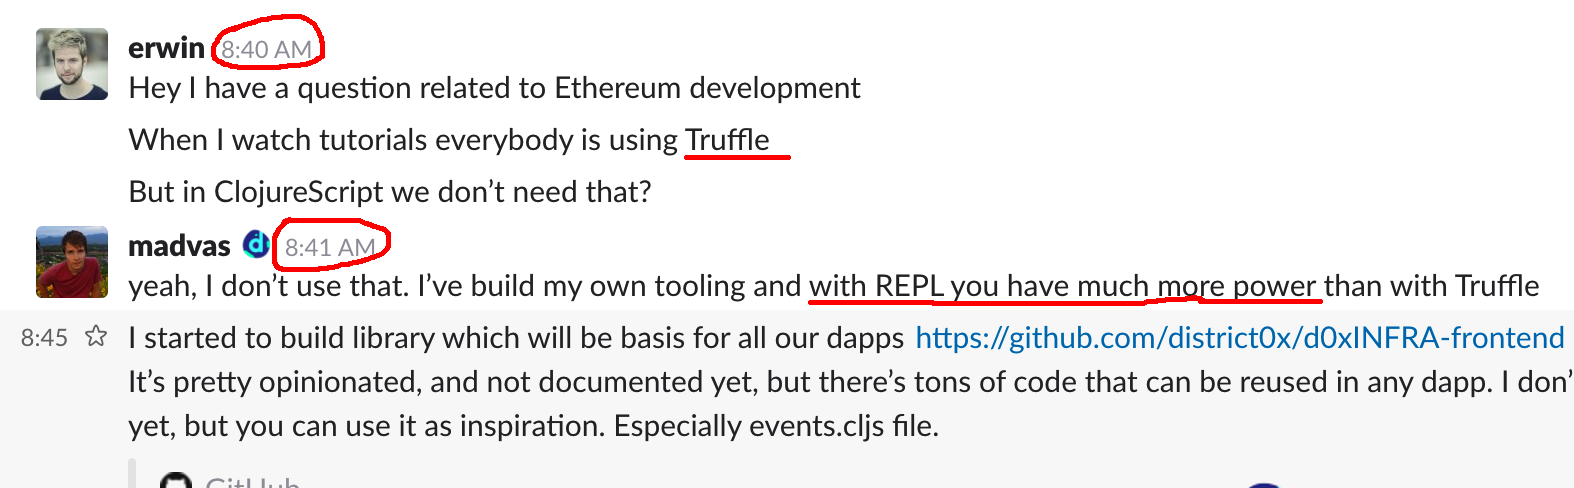 erwin 8:40 AM
Hey I have a question related to Ethereum development
When I watch tutorials everybody is using Truffle
But in ClojureScript we don't need that?
madvas d 8:41 AM
yeah, I don't use that. I've build my own tooling and with REPL you have much more power than with Truffle
8:45 I started to build library which will be basis for all our dapps https://github.com/district0x/d0xINFRA-frontend
It's pretty opinionated, and not documented yet, but there's tons of code that can be reused in any dapp. I don'
yet, but you can use it as inspiration. Especially events.cljs file.
GitHub